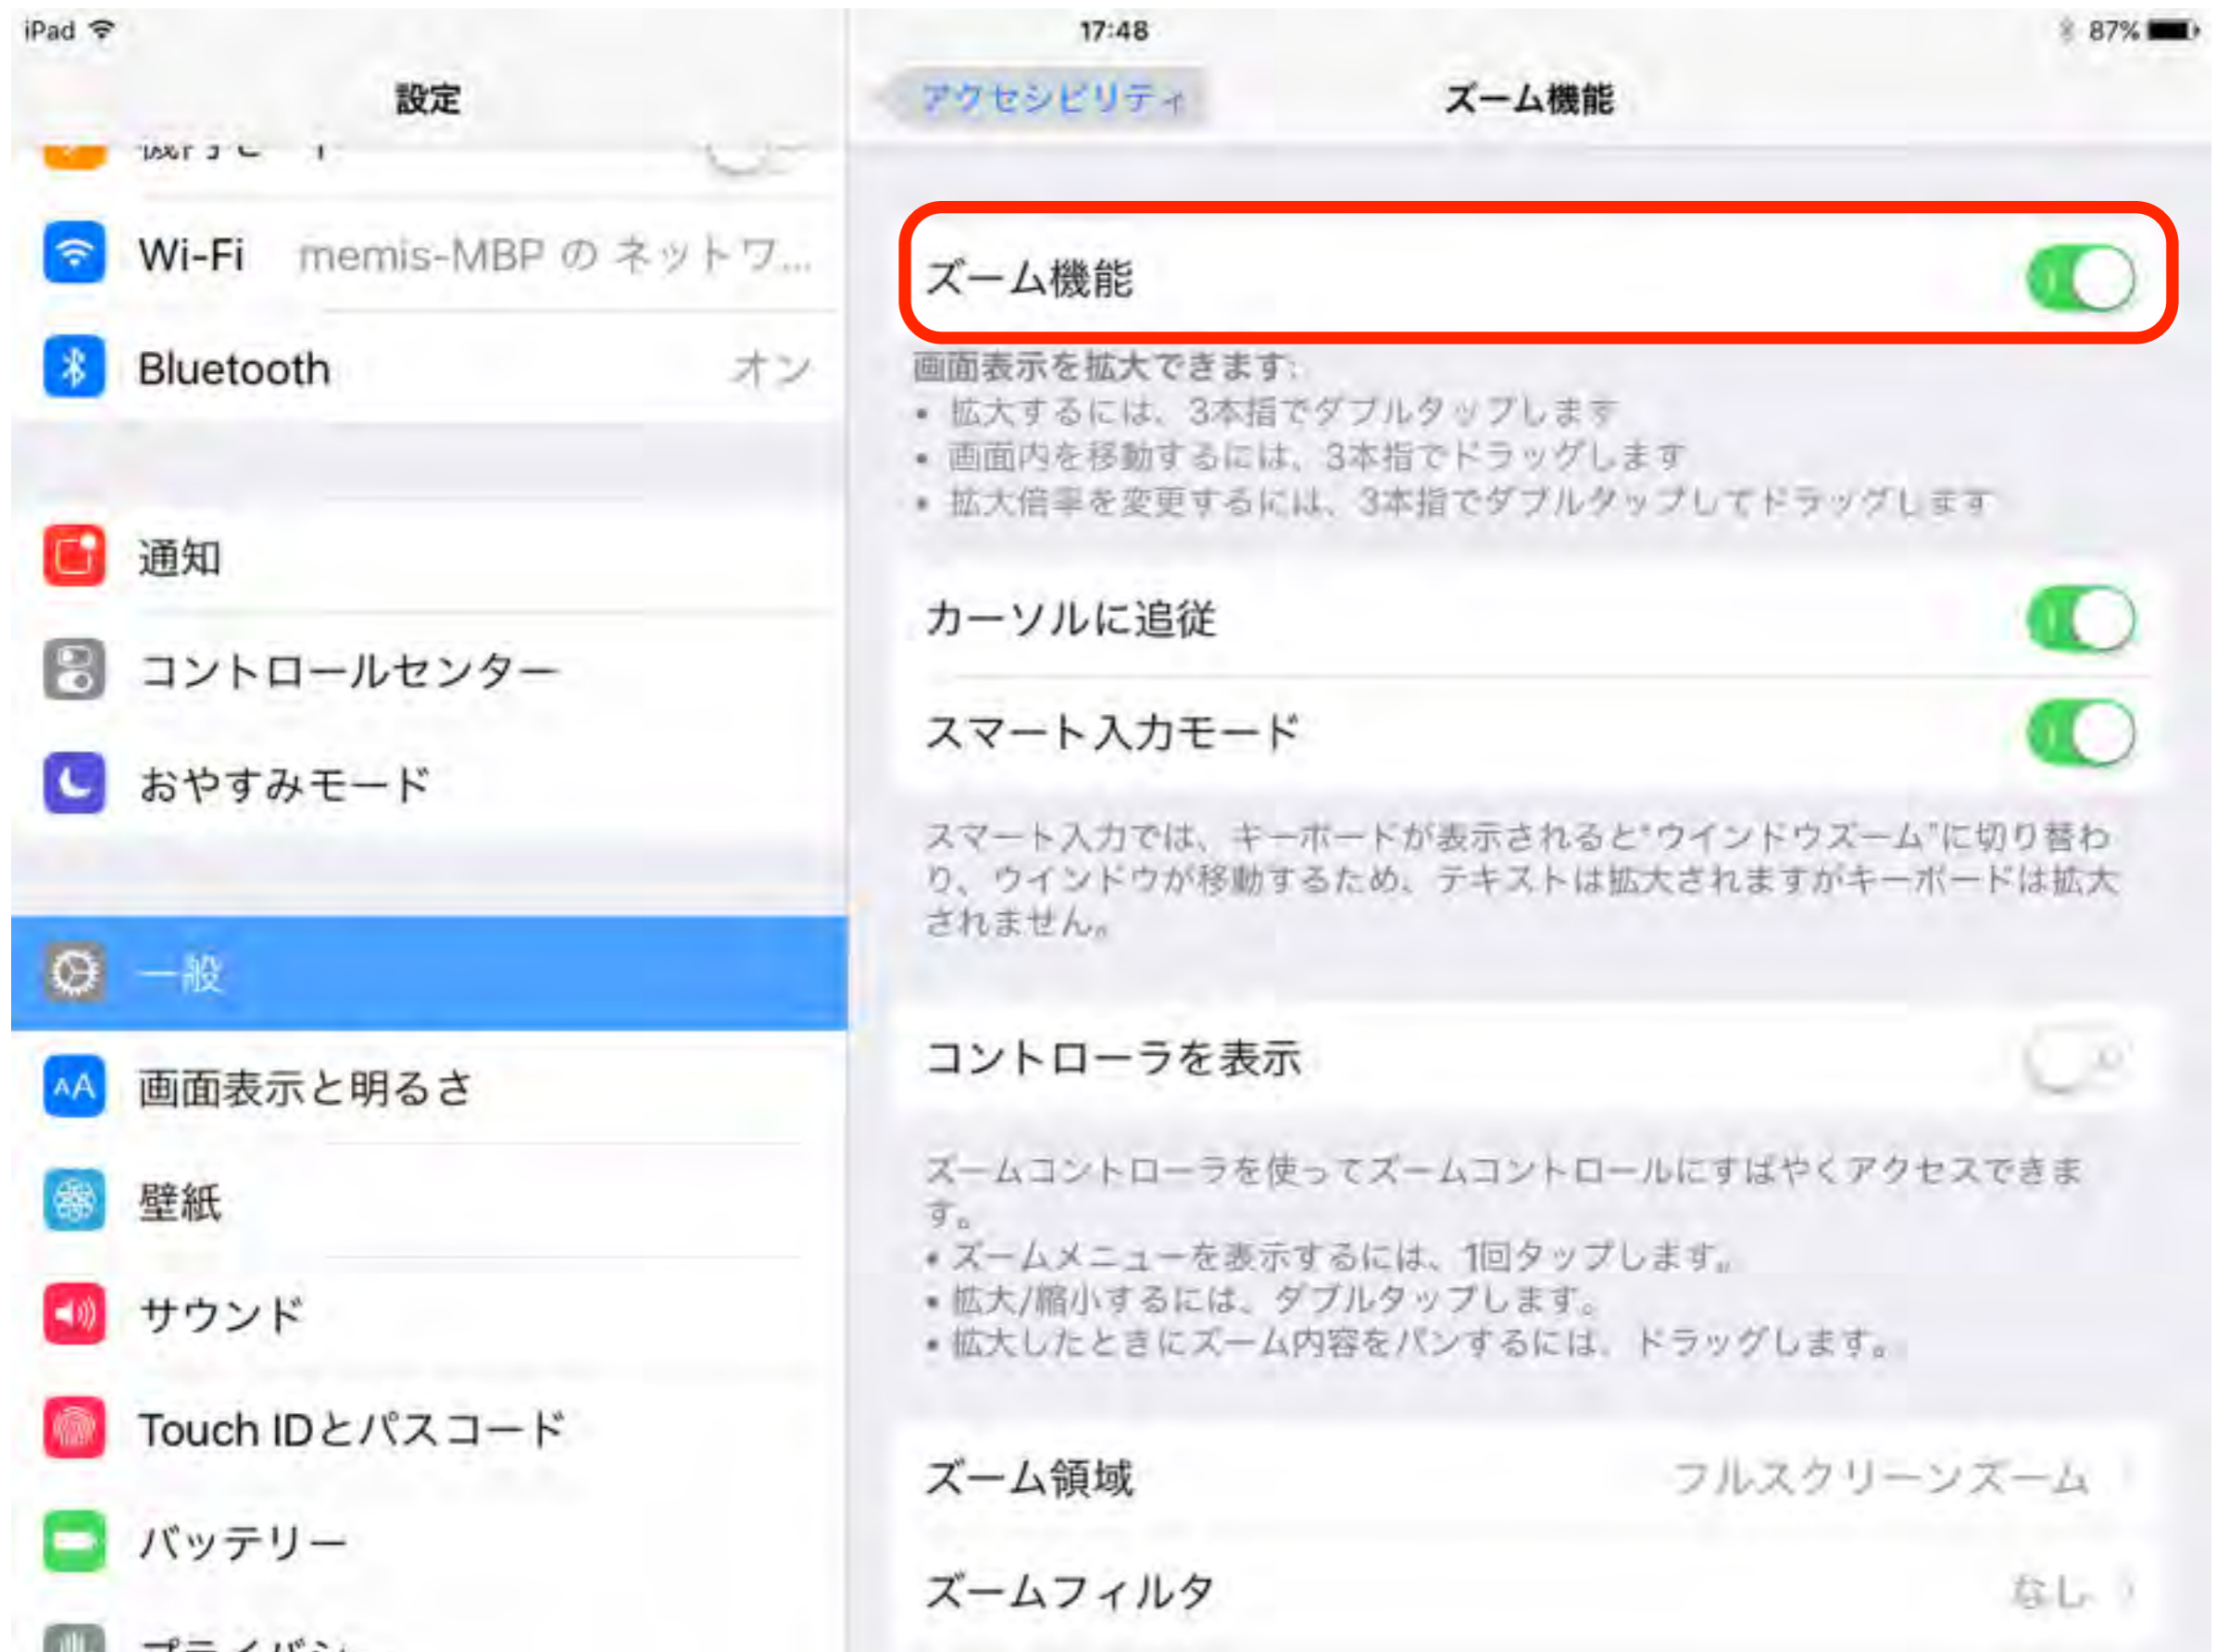 iPad
17:48
87%
設定
アクセシビリティ
ズーム機能
Wi-Fi memis-MBP の ネットワ...
Bluetooth オン
通知
コントロールセンター
おやすみモード
一般
画面表示と明るさ
壁紙
サウンド
Touch IDとパスコード
バッテリー
ズーム機能
画面表示を拡大できます:
• 拡大するには、3本指でダブルタップします
• 画面内を移動するには、3本指でドラッグします
• 拡大倍率を変更するには、3本指でダブルタップしてドラッグします
カーソルに追従
スマート入力モード
スマート入力では、キーボードが表示されると"ウインドウズーム"に切り替わ
り、ウインドウが移動するため、テキストは拡大されますがキーボードは拡大
されません。
コントローラを表示
ズームコントローラを使ってズームコントロールにすばやくアクセスできま
す。
• ズームメニューを表示するには、1回タップします。
• 拡大/縮小するには、ダブルタップします。
• 拡大したときにズーム内容をパンするには、ドラッグします。
ズーム領域 フルスクリーンズーム
ズームフィルタ なし